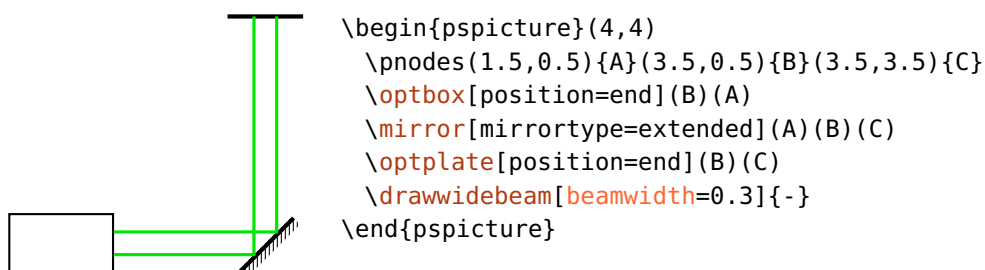 \begin{pspicture}(4,4)
\pnodes(1.5,0.5){A}(3.5,0.5){B}(3.5,3.5){C}
\optbox[position=end](B)(A)
\mirror[mirrortype=extended](A)(B)(C)
\optplate[position=end](B)(C)
\drawwidebeam[beamwidth=0.3]{-}
\end{pspicture}